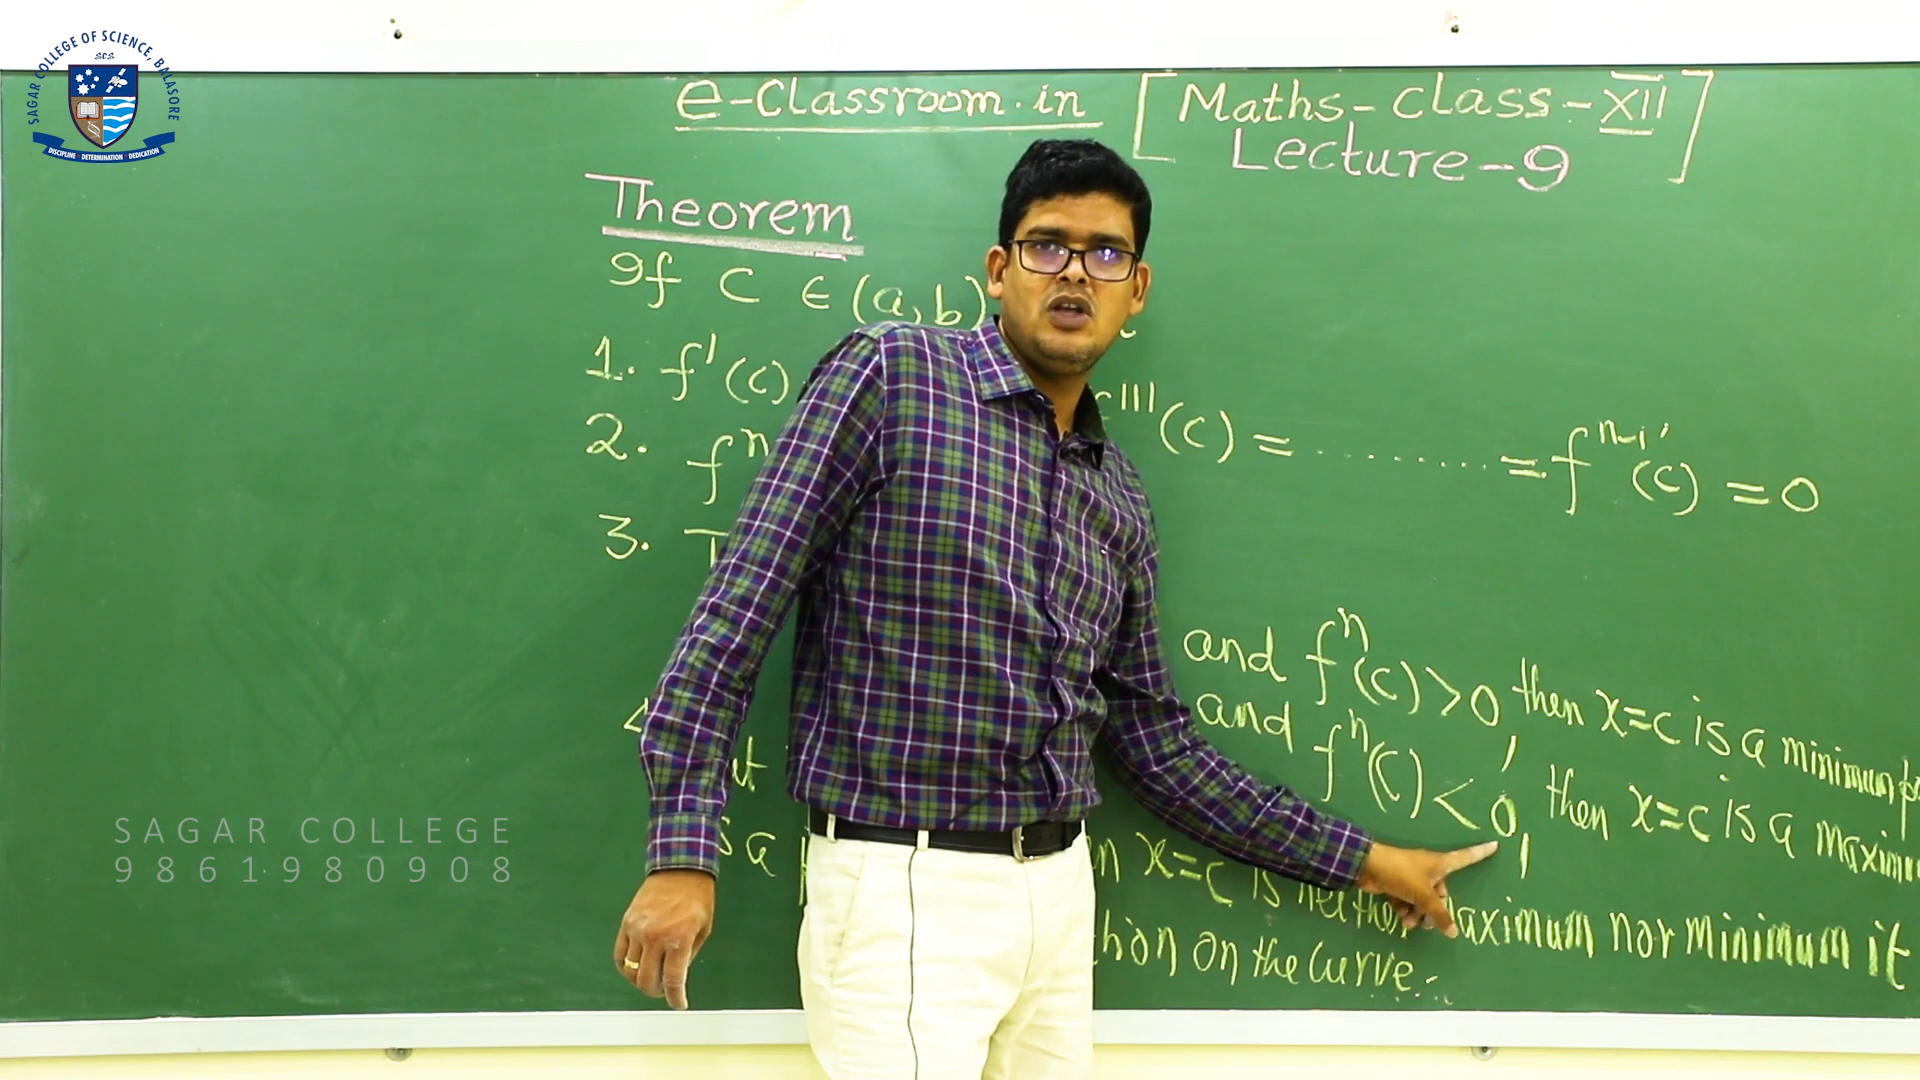 SAGAR COLLEGE OF SCIENCE, BALASORE
SCS
DISCIPLINE DETERMINATION DEDICATION
e-Classroom.in
[Maths-Class-XII
Lecture-9]
Theorem
If C ∈ (a,b)
1. f'(c)
f'''(c) = ........ = f^n-1(c) = 0
2. f^n
3.
and f^n(c) > 0, then x=c is a minimum
and f^n(c) < 0, then x=c is a
x=c is neither maximum nor minimum it
on the curve.
SAGAR COLLEGE
9861980908